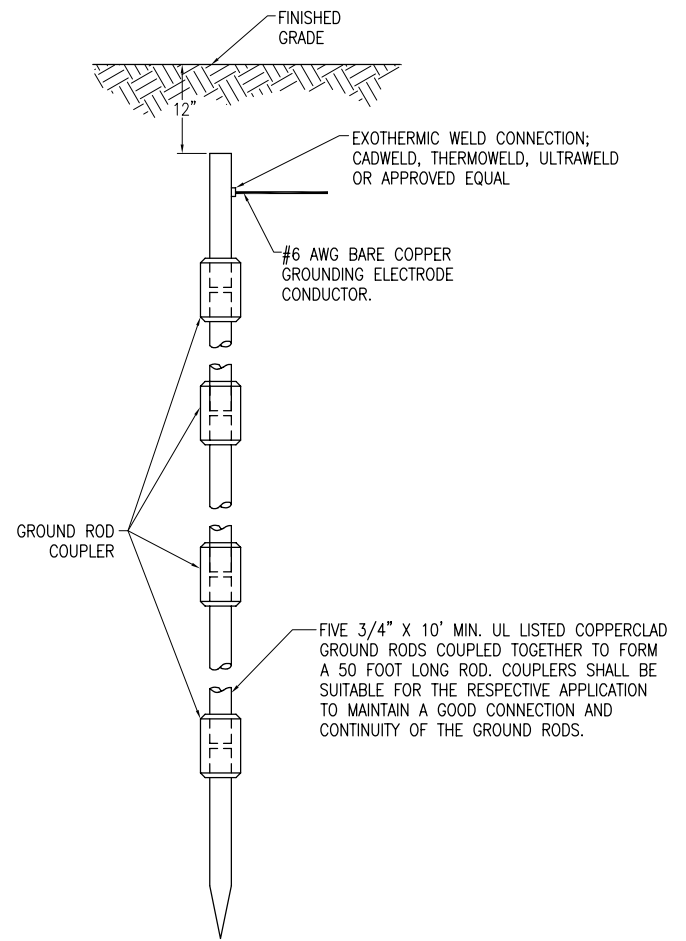 FINISHED
GRADE
12"
EXOTHERMIC WELD CONNECTION;
CADWELD, THERMOWELD, ULTRAWELD
OR APPROVED EQUAL
#6 AWG BARE COPPER
GROUNDING ELECTRODE
CONDUCTOR.
GROUND ROD
COUPLER
FIVE 3/4" X 10' MIN. UL LISTED COPPERCLAD
GROUND RODS COUPLED TOGETHER TO FORM
A 50 FOOT LONG ROD. COUPLERS SHALL BE
SUITABLE FOR THE RESPECTIVE APPLICATION
TO MAINTAIN A GOOD CONNECTION AND
CONTINUITY OF THE GROUND RODS.